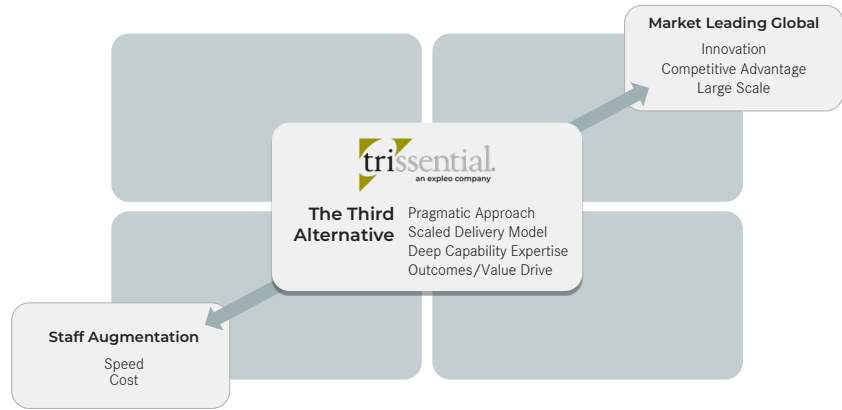 Market Leading Global
Innovation
Competitive Advantage
Large Scale
trissential.
an expleo company
The Third
Alternative
Pragmatic Approach
Scaled Delivery Model
Deep Capability Expertise
Outcomes/Value Drive
Staff Augmentation
Speed
Cost